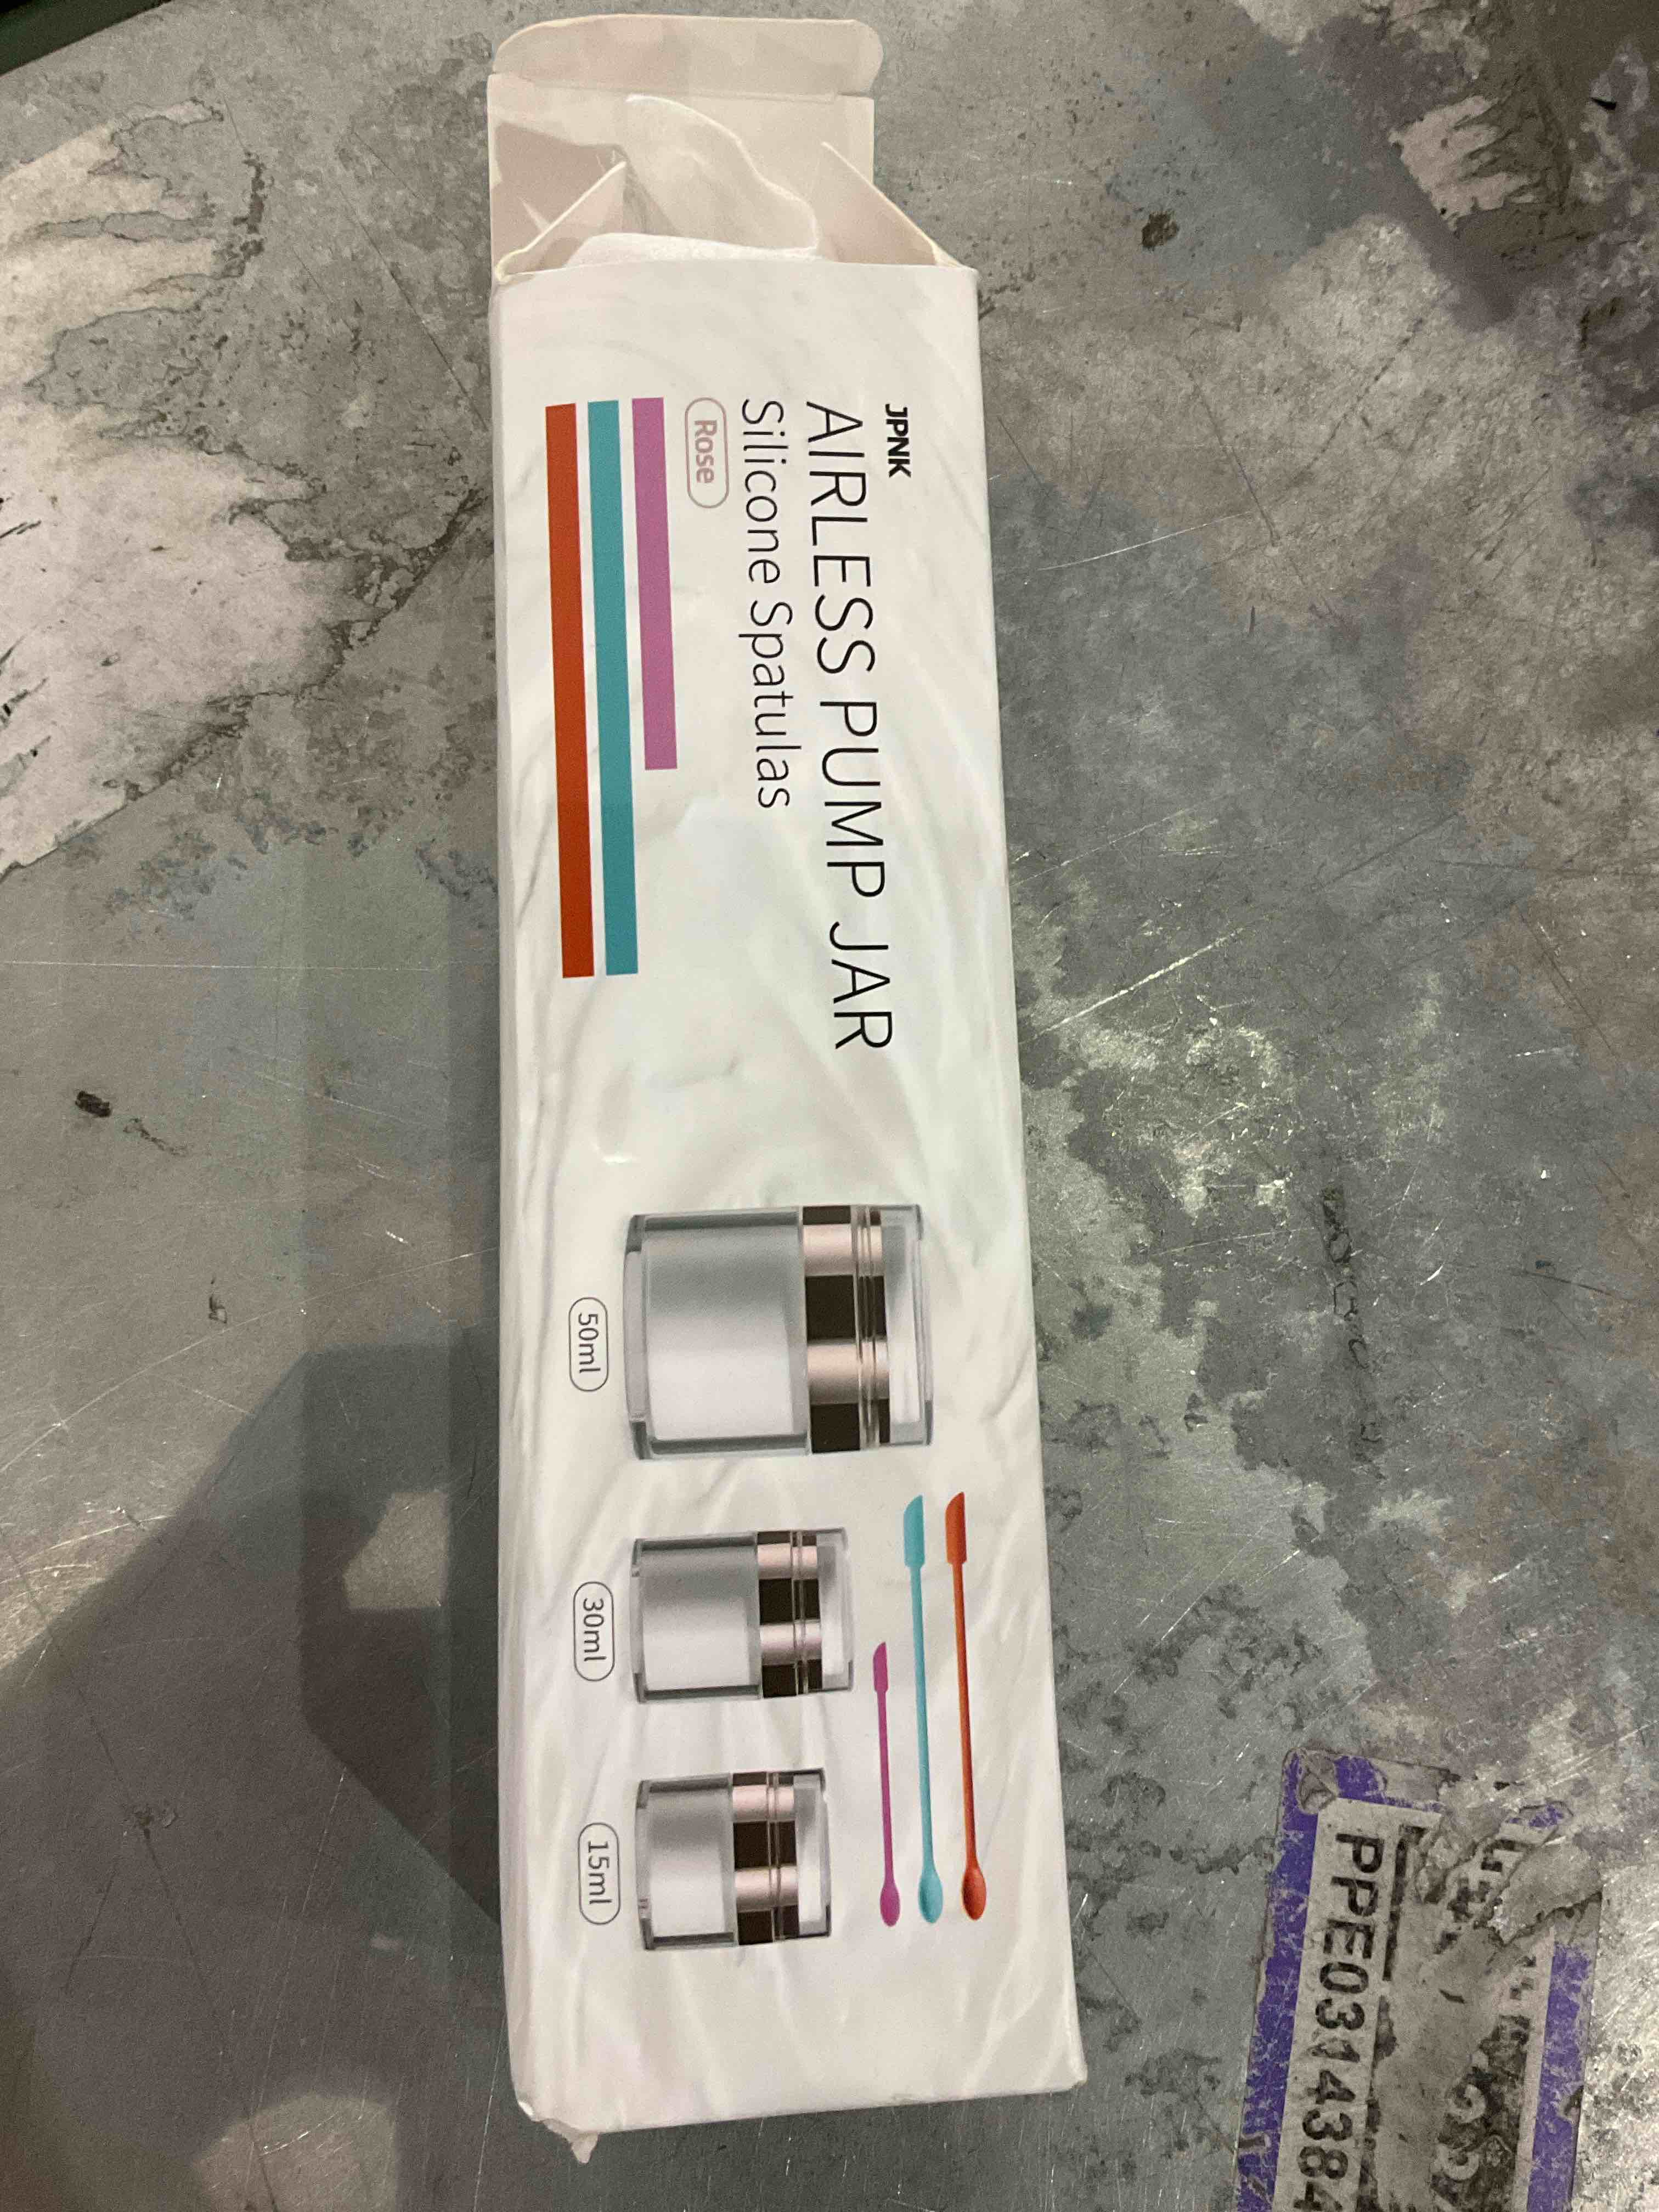 JPNK
AIRLESS PUMP JAR
Silicone Spatulas
Rose
50ml
30ml
15ml
PPE0314384